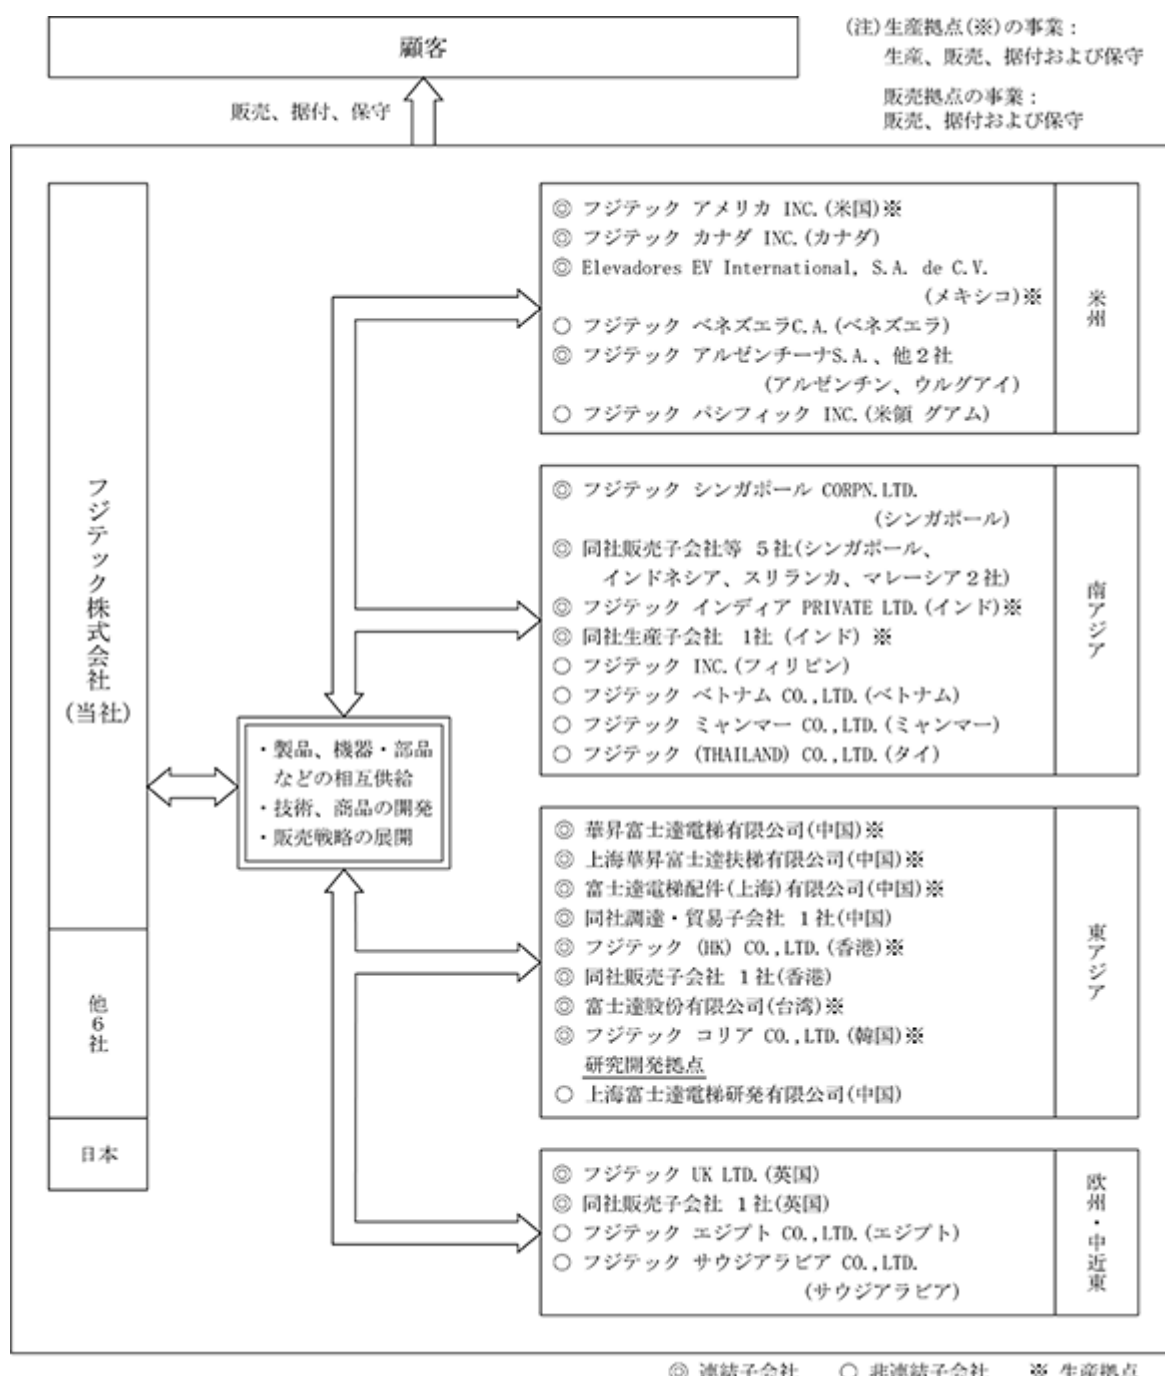 顧客
(注)生産拠点(※)の事業：
生産、販売、据付および保守
販売拠点の事業：
販売、据付および保守
販売、据付、保守
フジテック株式会社
(当社)
他6社
日本
・製品、機器・部品
などの相互供給
・技術、商品の開発
・販売戦略の展開
◎ フジテック アメリカ INC.(米国)※
◎ フジテック カナダ INC.(カナダ)
◎ Elevadores EV International, S.A. de C.V.
(メキシコ)※
○ フジテック ベネズエラC.A.(ベネズエラ)
◎ フジテック アルゼンチーナS.A.、他２社
(アルゼンチン、ウルグアイ)
○ フジテック パシフィック INC.(米領 グアム)
米州
◎ フジテック シンガポール CORPN.LTD.
(シンガポール)
◎ 同社販売子会社等 ５社(シンガポール、
インドネシア、スリランカ、マレーシア２社)
◎ フジテック インディア PRIVATE LTD.(インド)※
◎ 同社生産子会社 1社 (インド) ※
○ フジテック INC.(フィリピン)
○ フジテック ベトナム CO.,LTD.(ベトナム)
○ フジテック ミャンマー CO.,LTD.(ミャンマー)
○ フジテック (THAILAND) CO.,LTD.(タイ)
南アジア
◎ 華昇富士達電梯有限公司(中国)※
◎ 上海華昇富士達扶梯有限公司(中国)※
◎ 富士達電梯配件(上海)有限公司(中国)※
◎ 同社調達・貿易子会社 １社(中国)
◎ フジテック (HK) CO.,LTD.(香港)※
◎ 同社販売子会社 １社(香港)
◎ 富士達股份有限公司(台湾)※
◎ フジテック コリア CO.,LTD.(韓国)※
研究開発拠点
○ 上海富士達電梯研発有限公司(中国)
東アジア
◎ フジテック UK LTD.(英国)
◎ 同社販売子会社 １社(英国)
○ フジテック エジプト CO.,LTD.(エジプト)
○ フジテック サウジアラビア CO.,LTD.
(サウジアラビア)
欧州・中近東
◎ 連結子会社 ○ 非連結子会社 ※ 生産拠点